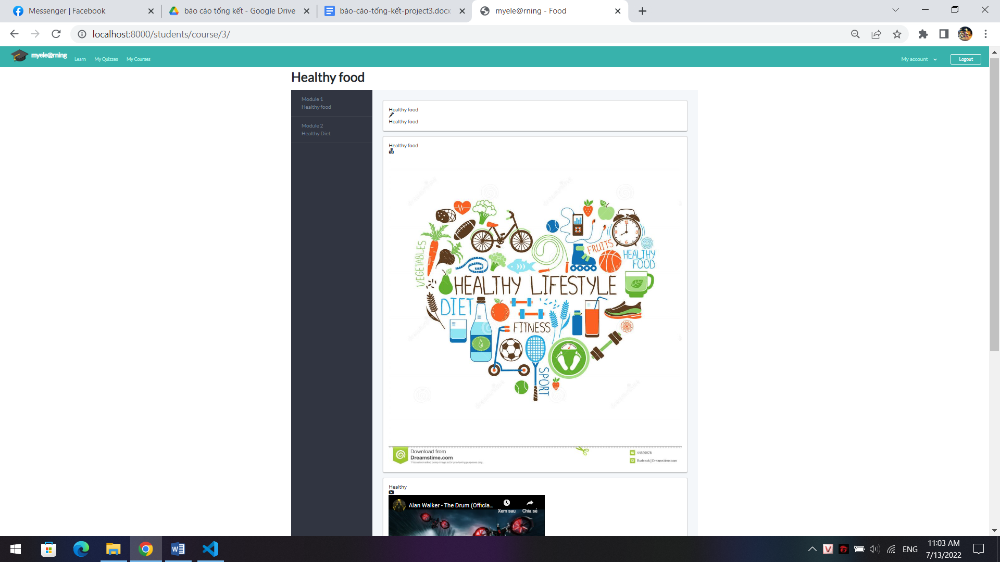 Messenger | Facebook
báo cáo tổng kết - Google Drive
báo-cáo-tổng-kết-project3.docx
myele@rning - Food
localhost:8000/students/course/3/
myele@rning
Learn
My Quizzes
My Courses
My account
Logout
Healthy food
Module 1
Healthy food
Module 2
Healthy Diet
Healthy food
Healthy food
Healthy food
VEGETABLES
FRUITS
HEALTHY
FOOD
HEALTHY LIFESTYLE
DIET
FITNESS
SPORT
Download from
Dreamstime.com
This watermarked comp image is for previewing purposes only.
ID 44829978
Burlesck | Dreamstime.com
Healthy
Alan Walker - The Drum (Officia...
Xem sau
Chia sẻ
ENG
11:03 AM
7/13/2022